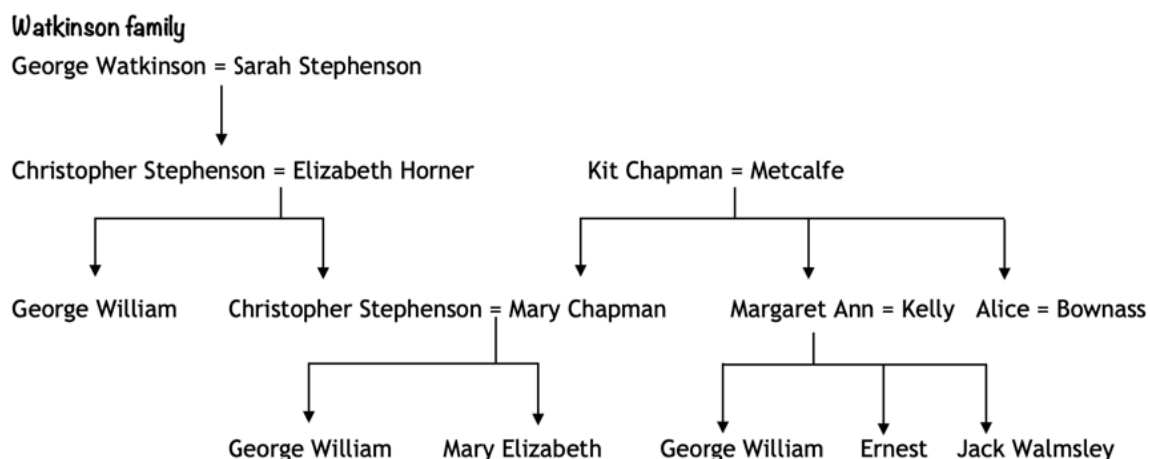 Watkinson family
George Watkinson = Sarah Stephenson
Christopher Stephenson = Elizabeth Horner Kit Chapman = Metcalfe
George William Christopher Stephenson = Mary Chapman Margaret Ann = Kelly Alice = Bownass
George William Mary Elizabeth George William Ernest Jack Walmsley